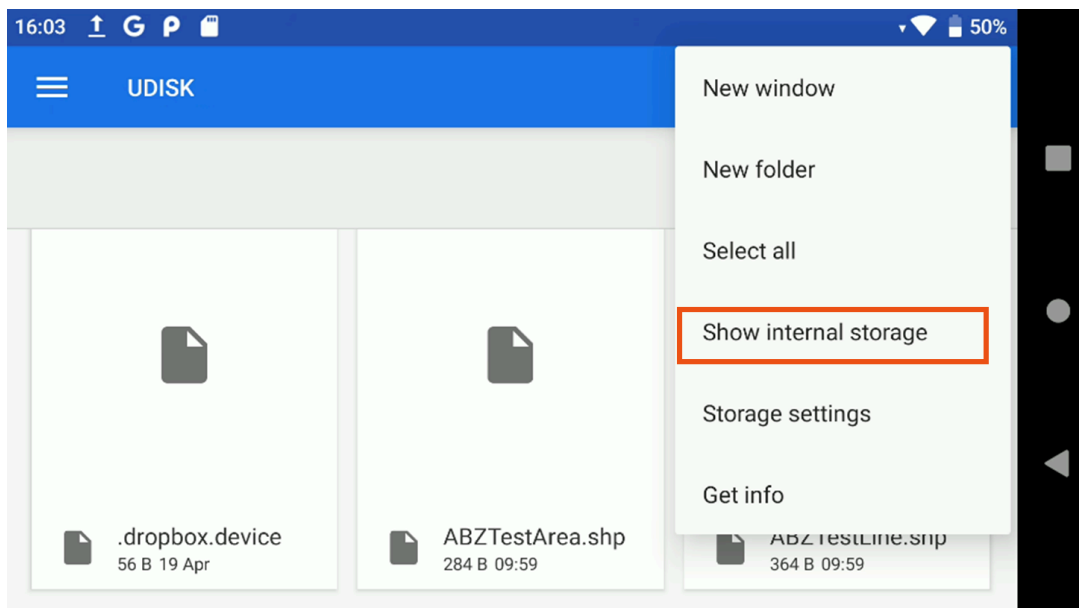 16:03
50%
UDISK
New window
New folder
Select all
Show internal storage
Storage settings
Get info
.dropbox.device
56 B 19 Apr
ABZTestArea.shp
284 B 09:59
ABZTestLine.shp
364 B 09:59